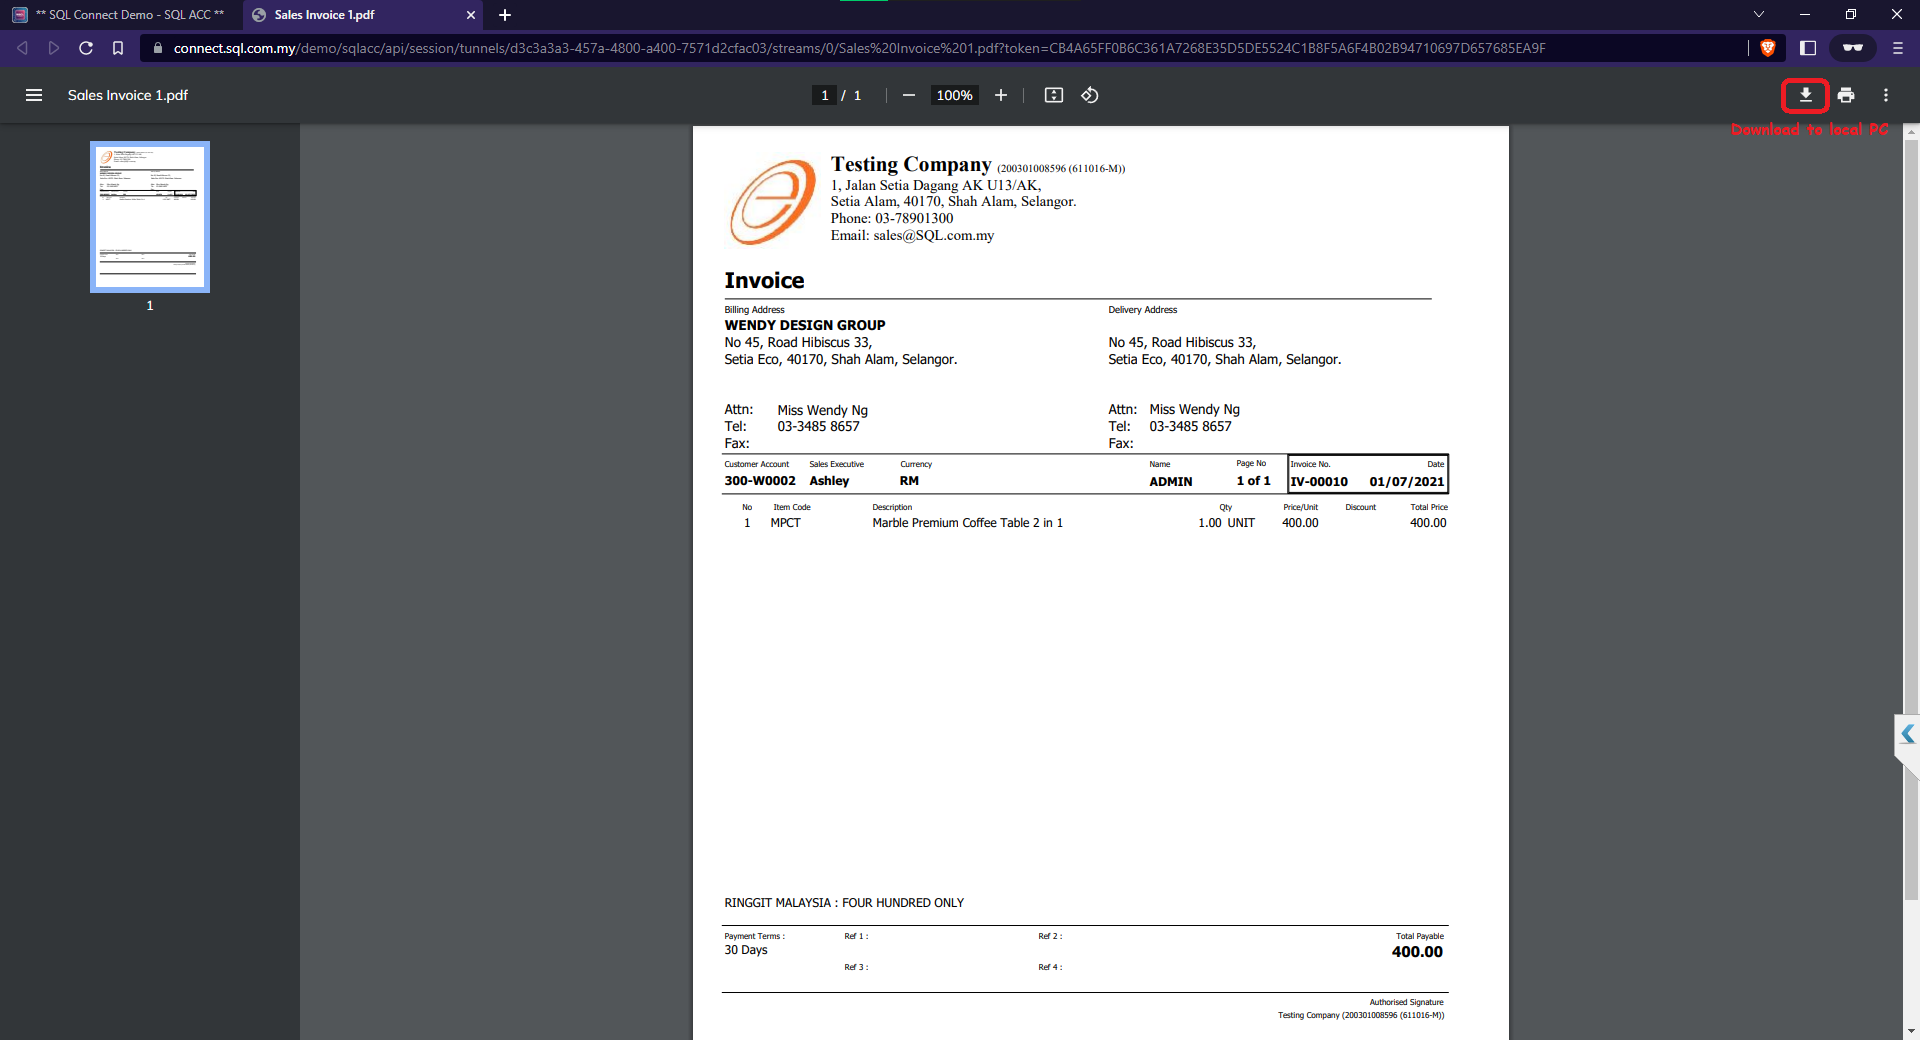 ** SQL Connect Demo - SQL ACC **
Sales Invoice 1.pdf
connect.sql.com.my/demo/sqlacc/api/session/tunnels/d3c3a3a3-457a-4800-a400-7571d2cfac03/streams/0/Sales%20Invoice%201.pdf?token=CB4A65FF0B6C361A7268E35D5DE5524C1B8F5A6F4B02B94710697D657685EA9F
Sales Invoice 1.pdf
1 / 1
100%
Download to local PC
1
Testing Company (200301008596 (611016-M))
1, Jalan Setia Dagang AK U13/AK,
Setia Alam, 40170, Shah Alam, Selangor.
Phone: 03-78901300
Email: sales@SQL.com.my
Invoice
Billing Address Delivery Address
WENDY DESIGN GROUP
No 45, Road Hibiscus 33, No 45, Road Hibiscus 33,
Setia Eco, 40170, Shah Alam, Selangor. Setia Eco, 40170, Shah Alam, Selangor.
Attn: Miss Wendy Ng Attn: Miss Wendy Ng
Tel: 03-3485 8657 Tel: 03-3485 8657
Fax: Fax:
Customer Account Sales Executive Currency Name Page No Invoice No. Date
300-W0002 Ashley RM ADMIN 1 of 1 IV-00010 01/07/2021
No Item Code Description Qty Price/Unit Discount Total Price
1 MPCT Marble Premium Coffee Table 2 in 1 1.00 UNIT 400.00 400.00
RINGGIT MALAYSIA : FOUR HUNDRED ONLY
Payment Terms : Ref 1 : Ref 2 : Total Payable
30 Days 400.00
Ref 3 : Ref 4 :
Authorised Signature
Testing Company (200301008596 (611016-M))